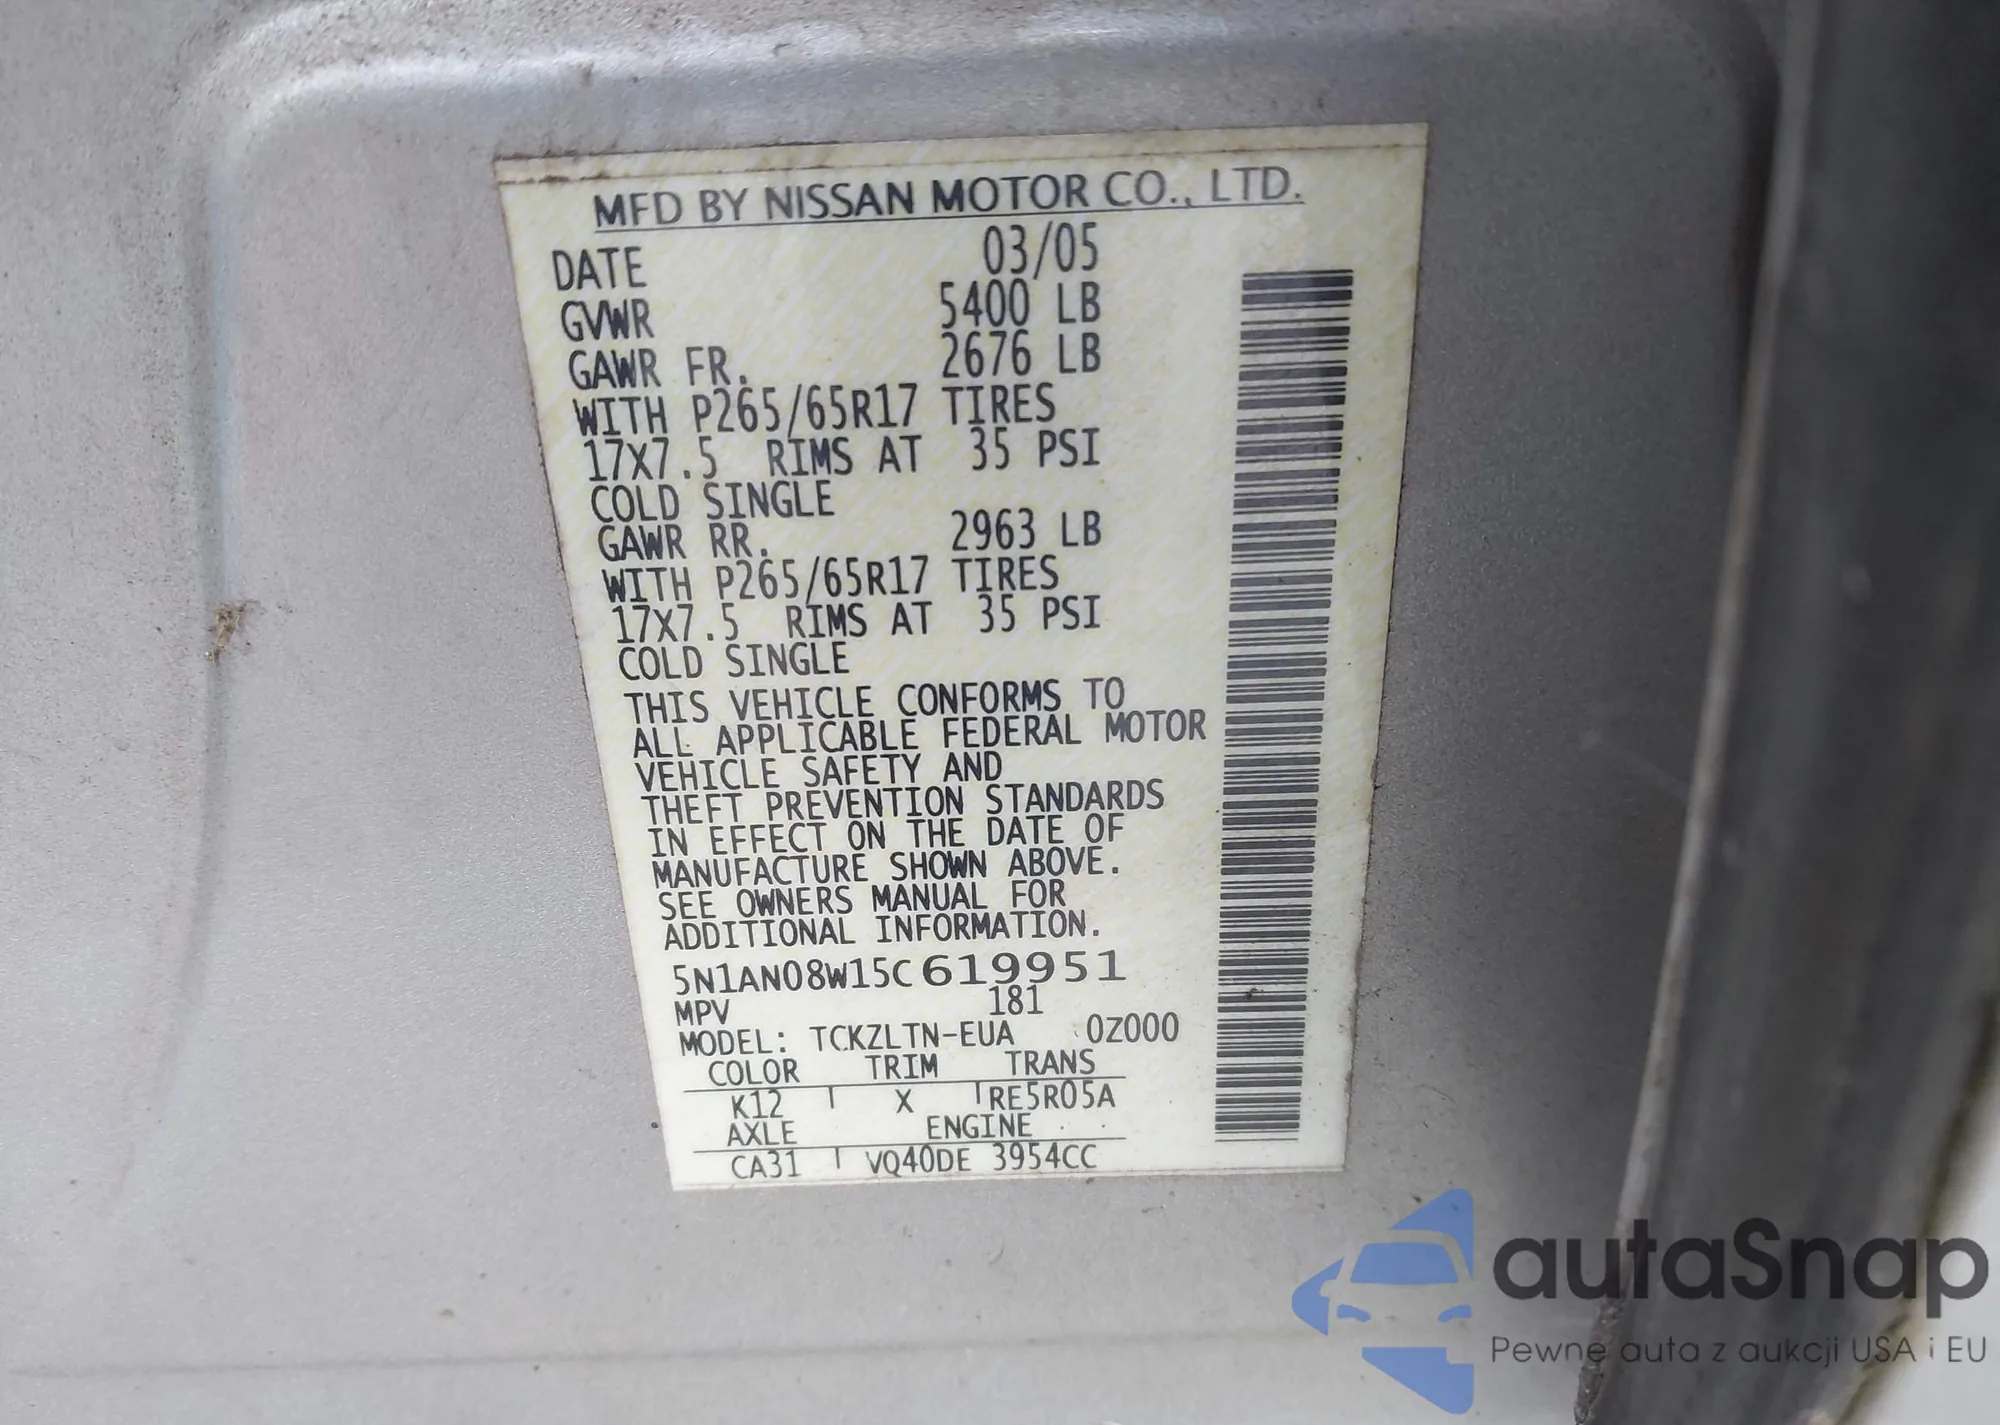 MFD BY NISSAN MOTOR CO., LTD.
DATE 03/05
GVWR 5400 LB
GAWR FR. 2676 LB
WITH P265/65R17 TIRES
17X7.5 RIMS AT 35 PSI
COLD SINGLE
GAWR RR. 2963 LB
WITH P265/65R17 TIRES
17X7.5 RIMS AT 35 PSI
COLD SINGLE
THIS VEHICLE CONFORMS TO
ALL APPLICABLE FEDERAL MOTOR
VEHICLE SAFETY AND
THEFT PREVENTION STANDARDS
IN EFFECT ON THE DATE OF
MANUFACTURE SHOWN ABOVE.
SEE OWNERS MANUAL FOR
ADDITIONAL INFORMATION.
5N1AN08W15C619951
MPV 181
MODEL: TCKZLTN-EUA 0Z000
COLOR TRIM TRANS
K12 X RE5R05A
AXLE ENGINE
CA31 VQ40DE 3954CC
autaSnap
Pewne auta z aukcji USA i EU